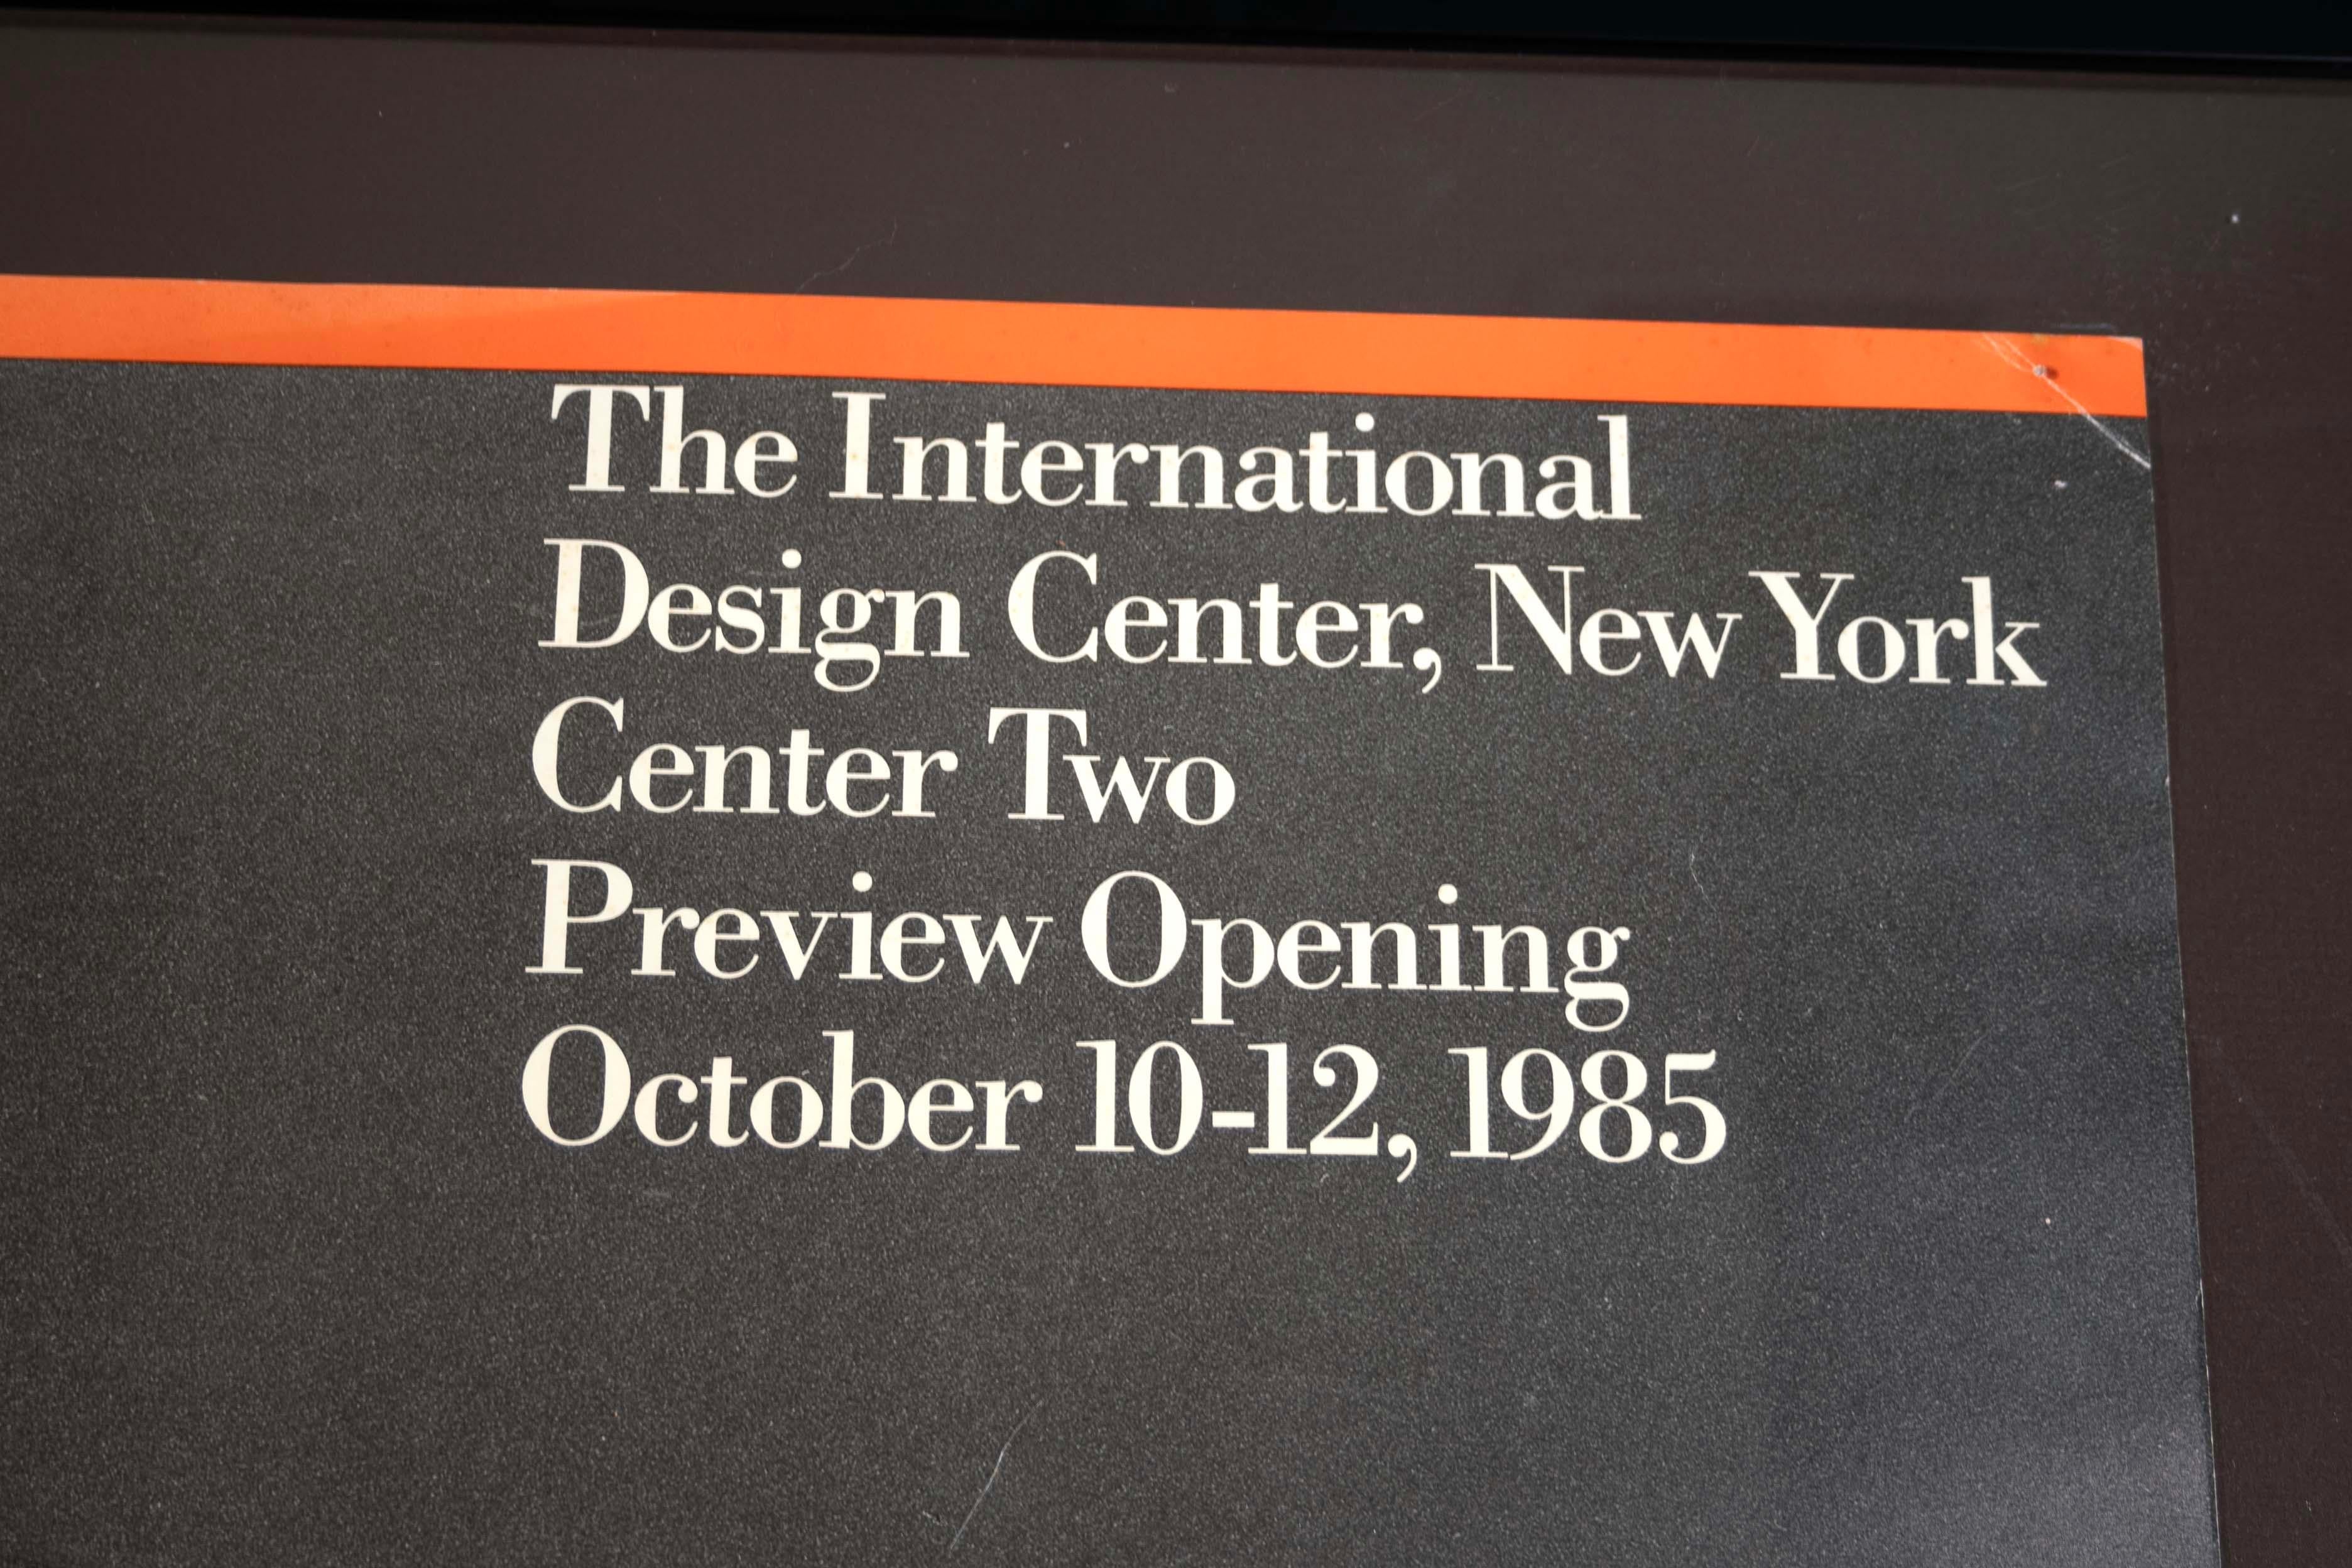 The International
Design Center, New York
Center Two
Preview Opening
October 10-12, 1985